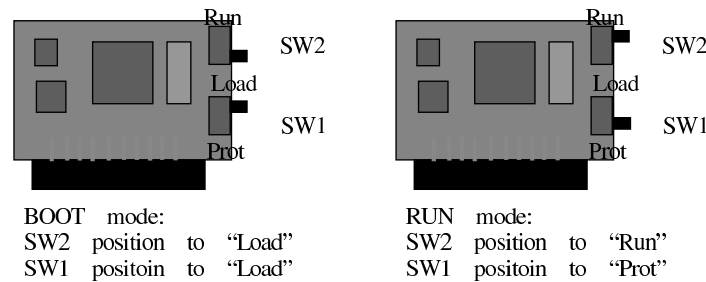 Run
SW2
Load
SW1
Prot
BOOT mode:
SW2 position to “Load”
SW1 positoin to “Load”
Run
SW2
Load
SW1
Prot
RUN mode:
SW2 position to “Run”
SW1 positoin to “Prot”